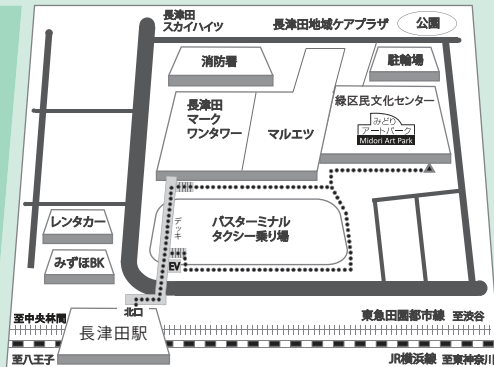 長津田
スカイハイツ
長津田地域ケアプラザ
公園
消防署
駐輪場
長津田
マーク
ワンタワー
マルエツ
緑区民文化センター
みどり
アートパーク
Midori Art Park
レンタカー
みずほBK
デッキ
バスターミナル
タクシー乗り場
EV
北口
長津田駅
至中央林間
東急田園都市線 至渋谷
至八王子
JR横浜線 至東神奈川